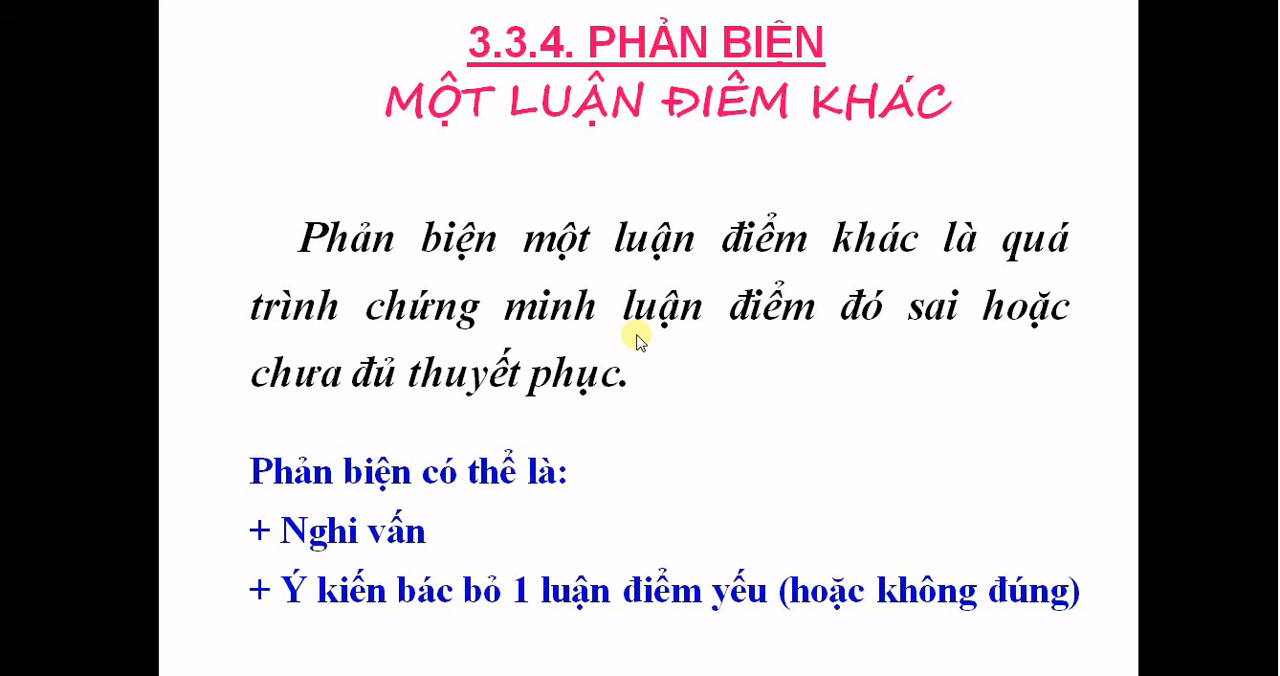 3.3.4. PHẢN BIỆN
MỘT LUẬN ĐIỂM KHÁC
Phản biện một luận điểm khác là quá
trình chứng minh luận điểm đó sai hoặc
chưa đủ thuyết phục.
Phản biện có thể là:
+ Nghi vấn
+ Ý kiến bác bỏ 1 luận điểm yếu (hoặc không đúng)